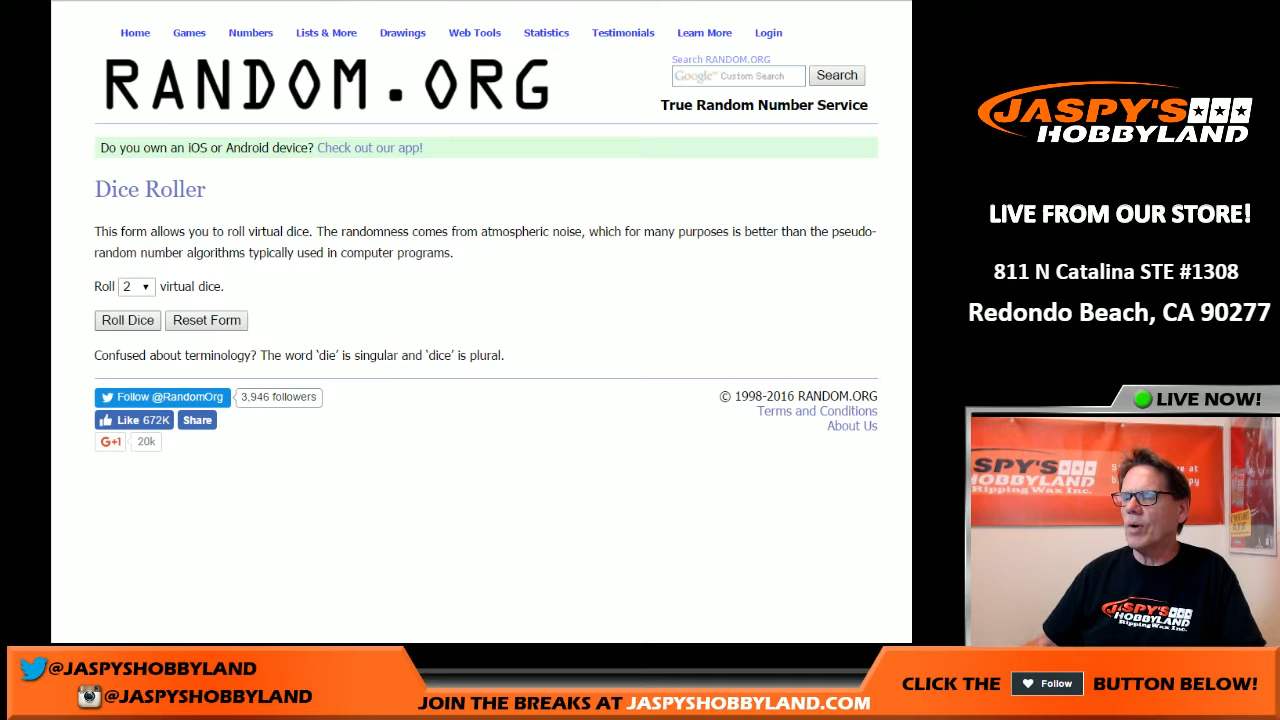 Home Games Numbers Lists & More Drawings Web Tools Statistics Testimonials Learn More Login
RANDOM.ORG
Search RANDOM.ORG
Google™ Custom Search Search
True Random Number Service
Do you own an iOS or Android device? Check out our app!
Dice Roller
This form allows you to roll virtual dice. The randomness comes from atmospheric noise, which for many purposes is better than the pseudo-
random number algorithms typically used in computer programs.
Roll 2 virtual dice.
Roll Dice Reset Form
Confused about terminology? The word ‘die’ is singular and ‘dice’ is plural.
Follow @RandomOrg 3,946 followers
Like 672K Share
G+1 20k
© 1998-2016 RANDOM.ORG
Terms and Conditions
About Us
JASPY'S
HOBBYLAND
LIVE FROM OUR STORE!
811 N Catalina STE #1308
Redondo Beach, CA 90277
LIVE NOW!
SPY'S
HOBBYLAND
Ripping Wax Inc.
JASPY'S
HOBBYLAND
Ripping Wax Inc.
@JASPYSHOBBYLAND
@JASPYSHOBBYLAND
JOIN THE BREAKS AT JASPYSHOBBYLAND.COM
CLICK THE Follow BUTTON BELOW!